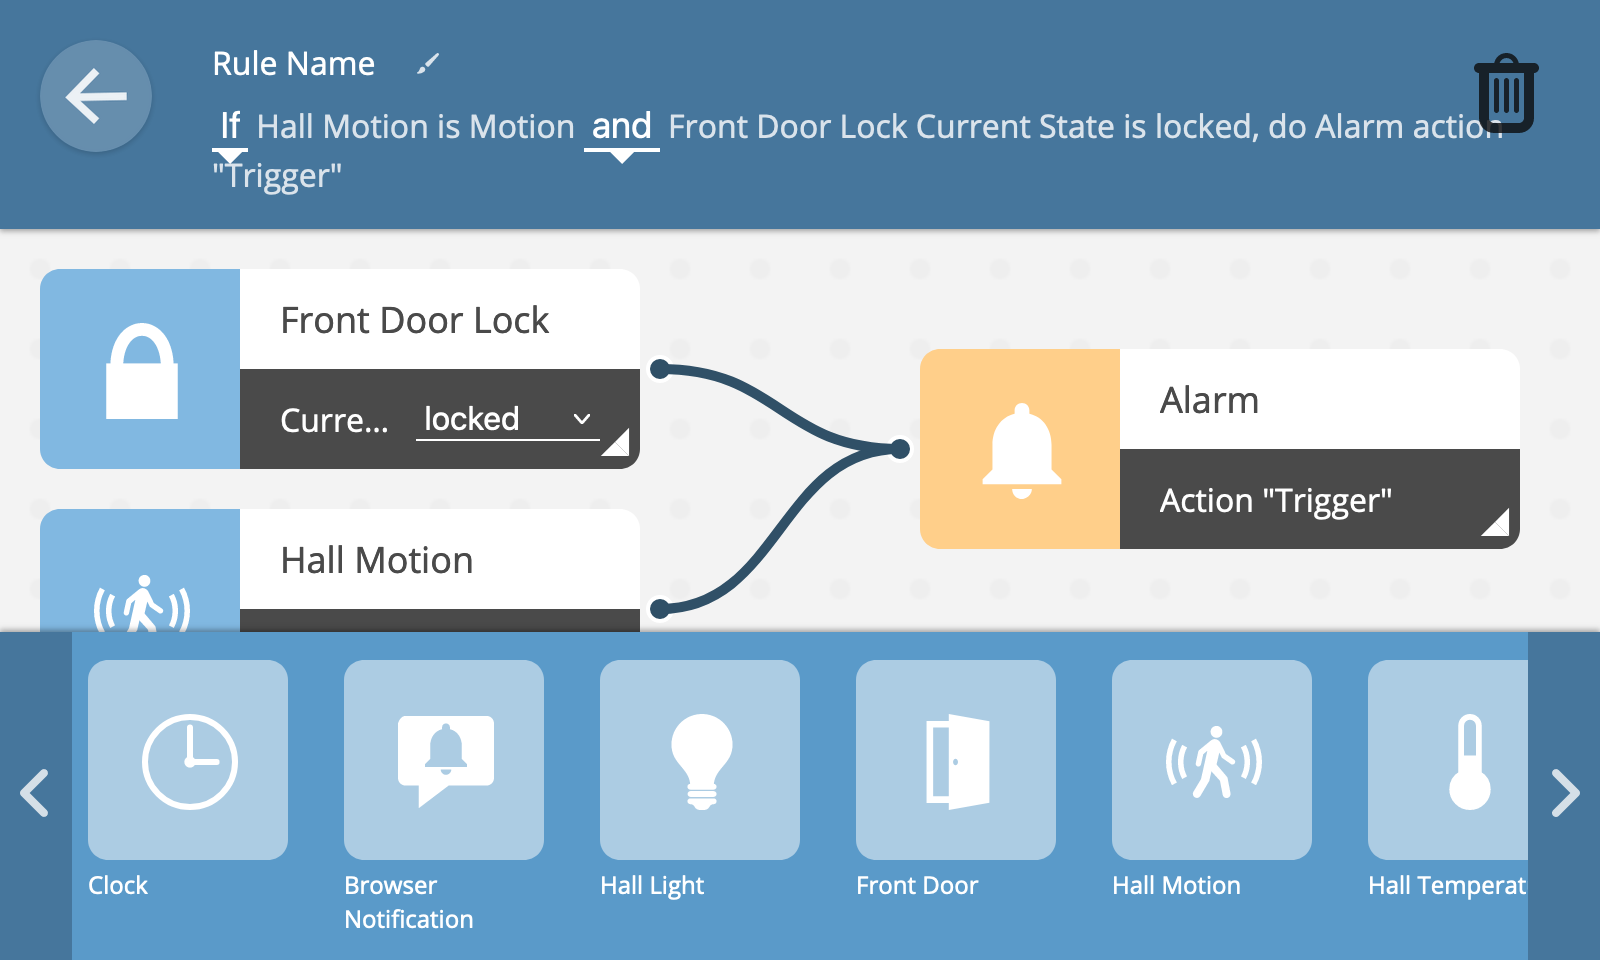 Rule Name
If Hall Motion is Motion and Front Door Lock Current State is locked, do Alarm action
"Trigger"
Front Door Lock
Curre... locked
Alarm
Action "Trigger"
Hall Motion
Clock
Browser
Notification
Hall Light
Front Door
Hall Motion
Hall Temperat